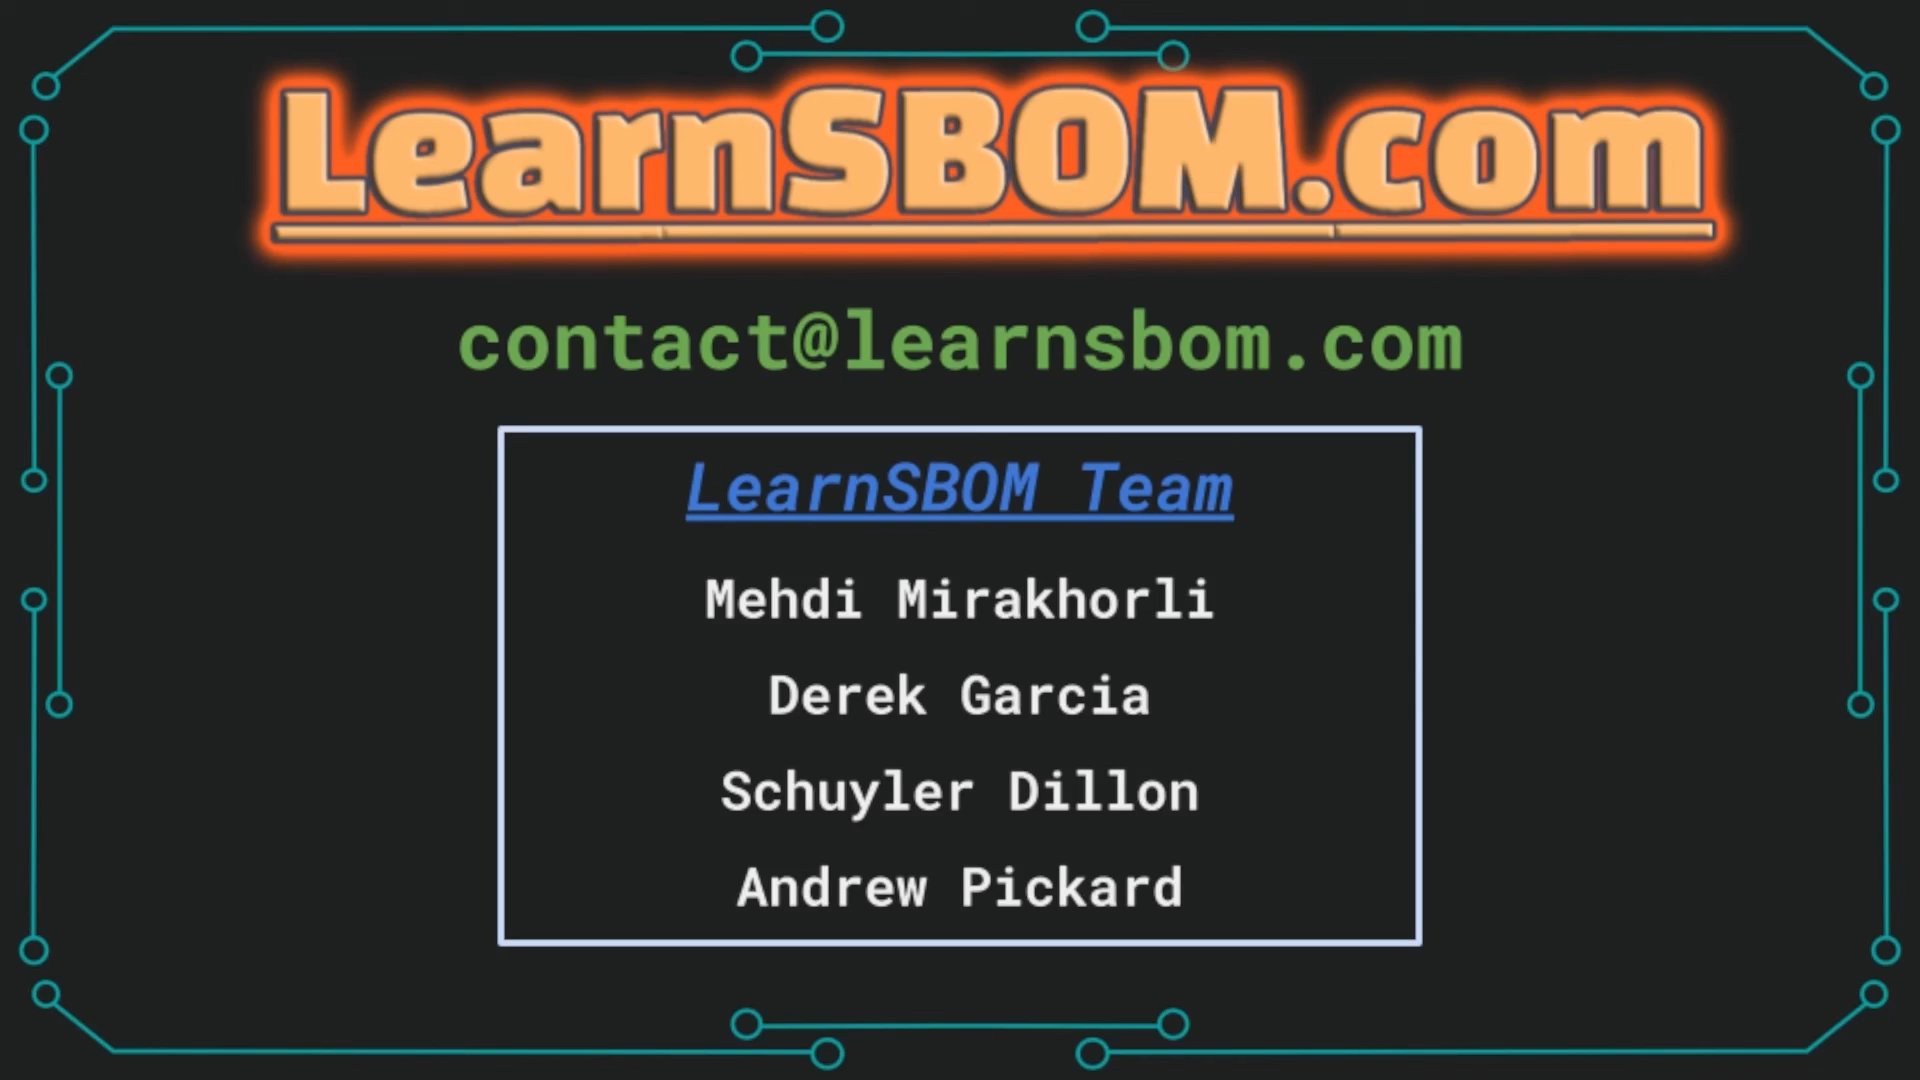 LearnSBOM.com
contact@learnsbom.com
LearnSBOM Team
Mehdi Mirakhorli
Derek Garcia
Schuyler Dillon
Andrew Pickard